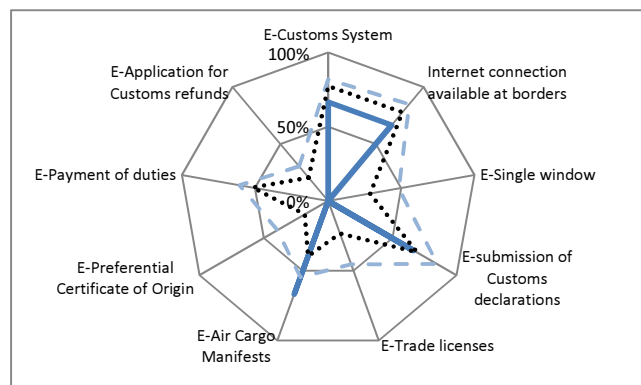 E-Customs System
100%
Internet connection
available at borders
E-Application for
Customs refunds
50%
E-Payment of duties
E-Single window
0%
E-Preferential
Certificate of Origin
E-submission of
Customs
declarations
E-Air Cargo
Manifests
E-Trade licenses